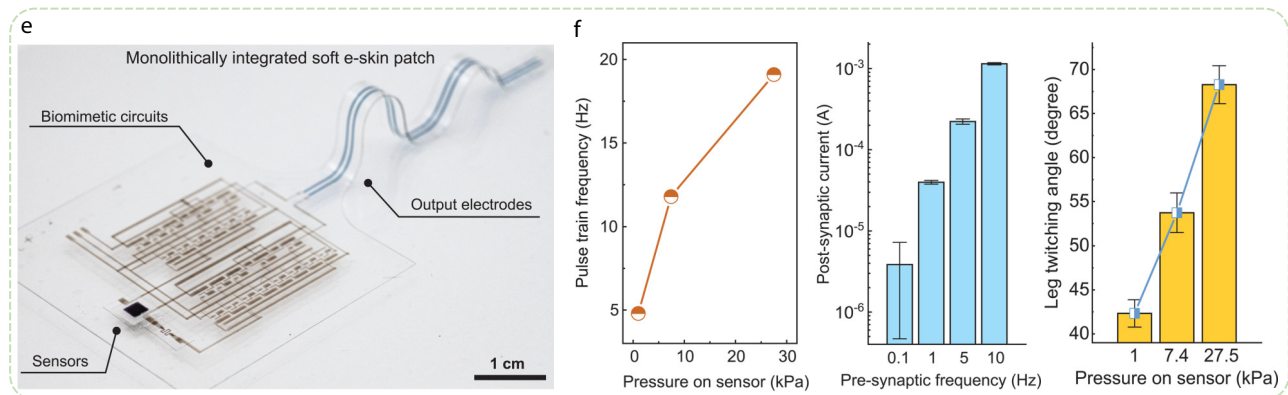 e
Monolithically integrated soft e-skin patch
Biomimetic circuits
Output electrodes
Sensors
1 cm
f
Pulse train frequency (Hz)
20
15
10
5
0 10 20 30
Pressure on sensor (kPa)
Post-synaptic current (A)
10⁻³
10⁻⁴
10⁻⁵
10⁻⁶
0.1 1 5 10
Pre-synaptic frequency (Hz)
Leg twitching angle (degree)
70
65
60
55
50
45
40
1 7.4 27.5
Pressure on sensor (kPa)